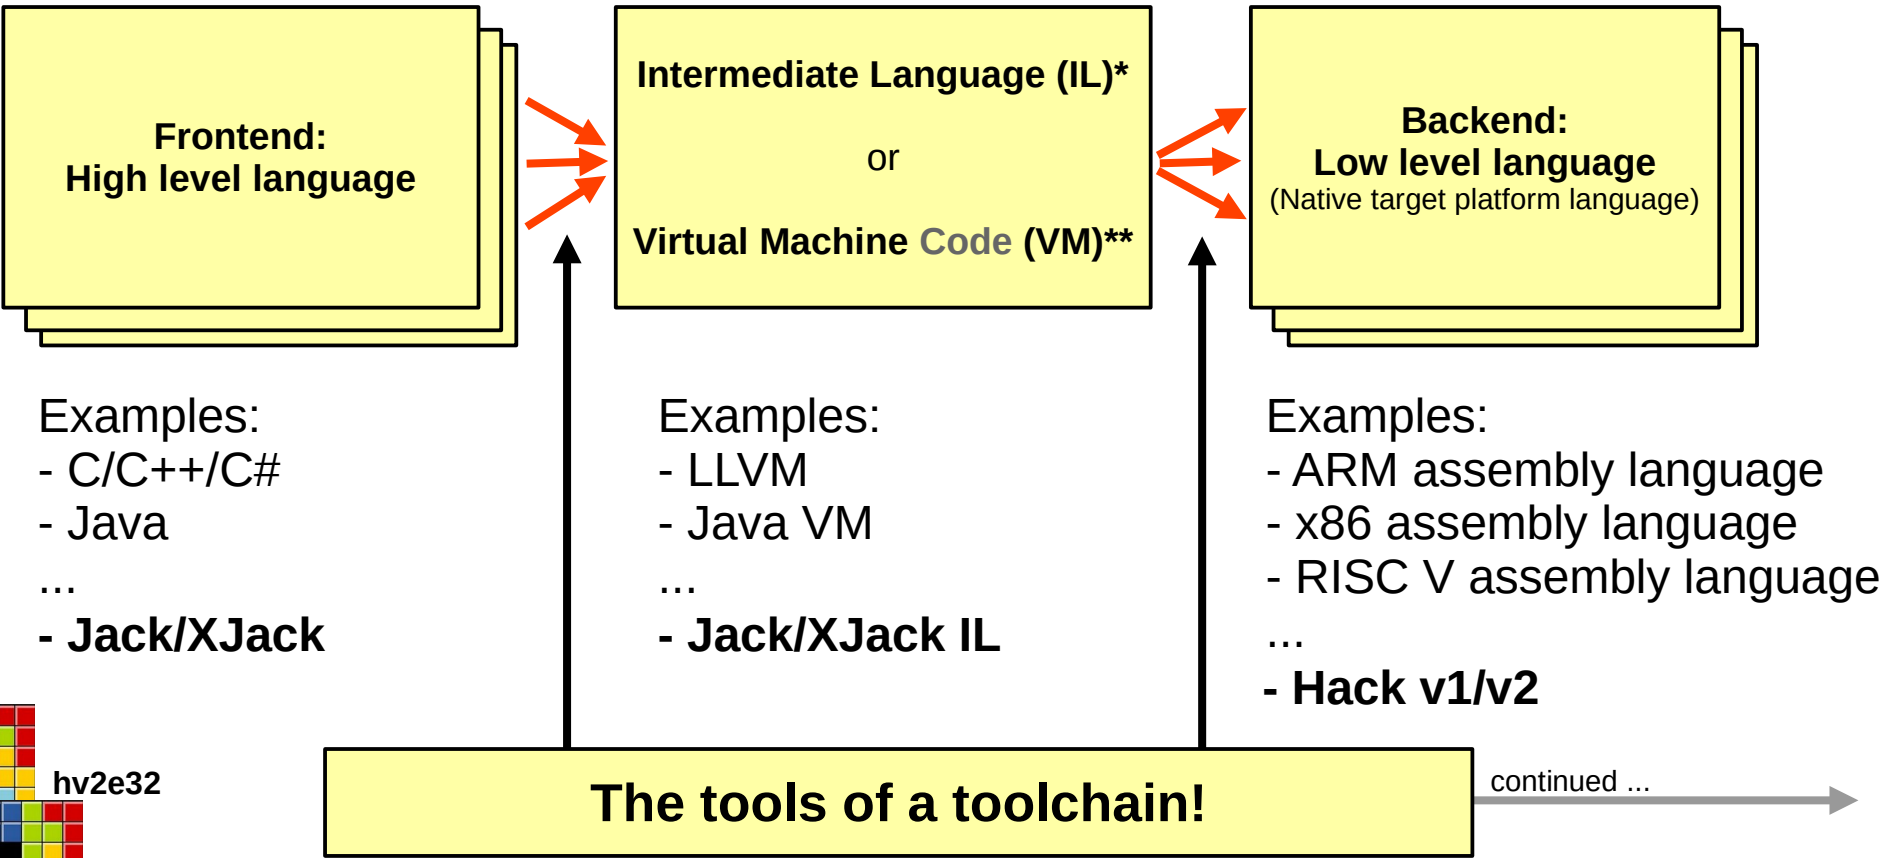 Frontend:
High level language
Intermediate Language (IL)*
or
Virtual Machine Code (VM)**
Backend:
Low level language
(Native target platform language)
Examples:
- C/C++/C#
- Java
...
- Jack/XJack
Examples:
- LLVM
- Java VM
...
- Jack/XJack IL
Examples:
- ARM assembly language
- x86 assembly language
- RISC V assembly language
...
- Hack v1/v2
hv2e32
The tools of a toolchain!
continued ...